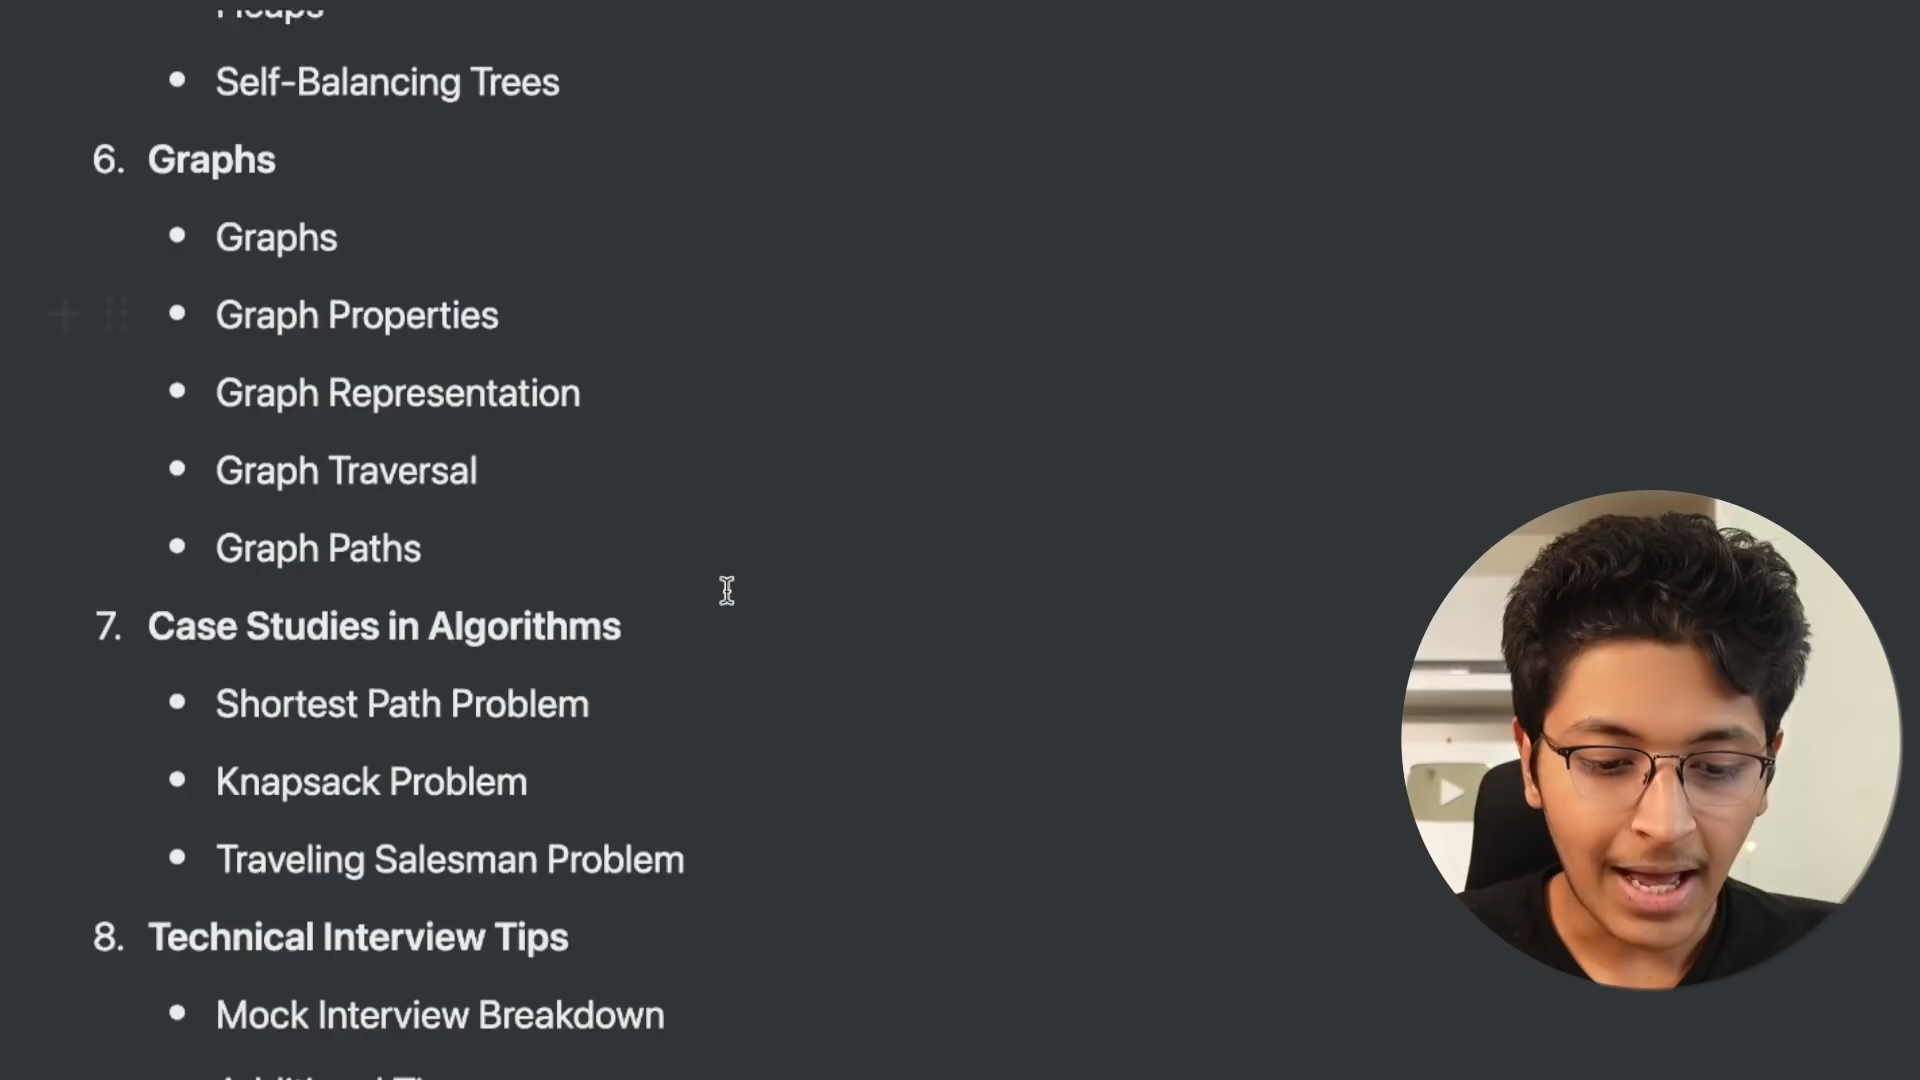 • Self-Balancing Trees
6. Graphs
• Graphs
• Graph Properties
• Graph Representation
• Graph Traversal
• Graph Paths
7. Case Studies in Algorithms
• Shortest Path Problem
• Knapsack Problem
• Traveling Salesman Problem
8. Technical Interview Tips
• Mock Interview Breakdown